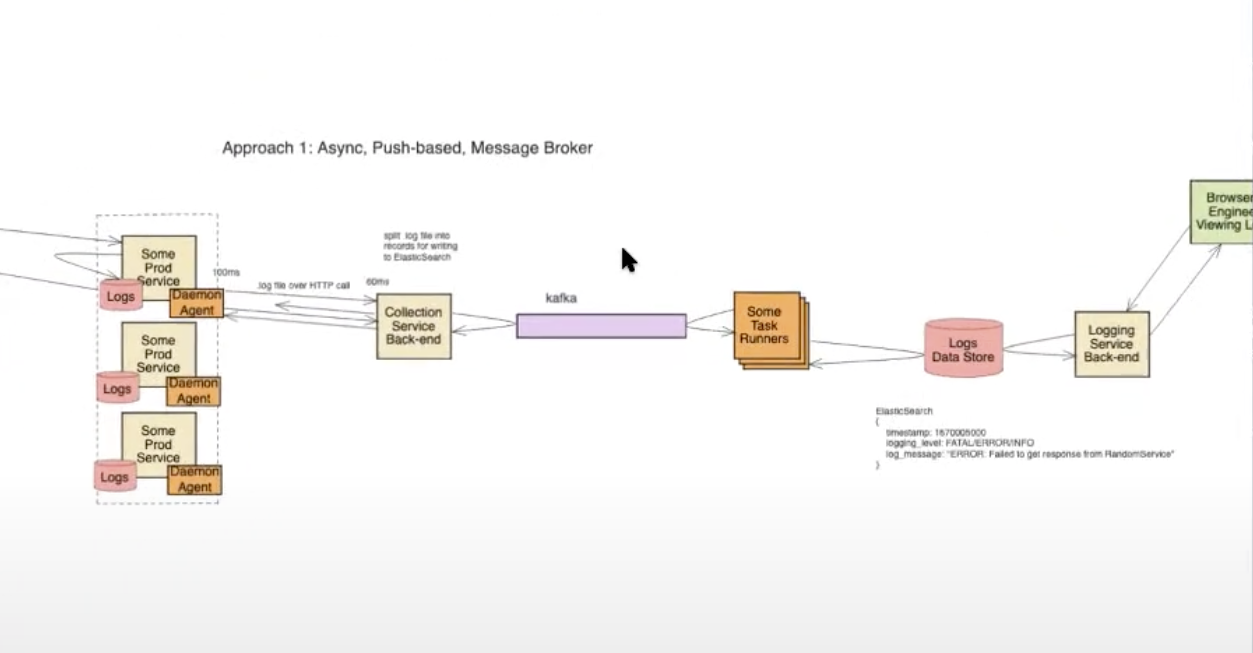 Approach 1: Async, Push-based, Message Broker
Some
Prod
Service
Logs
Daemon
Agent
Some
Prod
Service
Logs
Daemon
Agent
Some
Prod
Service
Logs
Daemon
Agent
100ms
.log file over HTTP call
60ms
split .log file into
records for writing
to ElasticSearch
Collection
Service
Back-end
kafka
Some
Task
Runners
Logs
Data Store
ElasticSearch
{
timestamp: 1670005000
logging_level: FATAL/ERROR/INFO
log_message: "ERROR: Failed to get response from RandomService"
}
Logging
Service
Back-end
Browser
Enginee
Viewing L